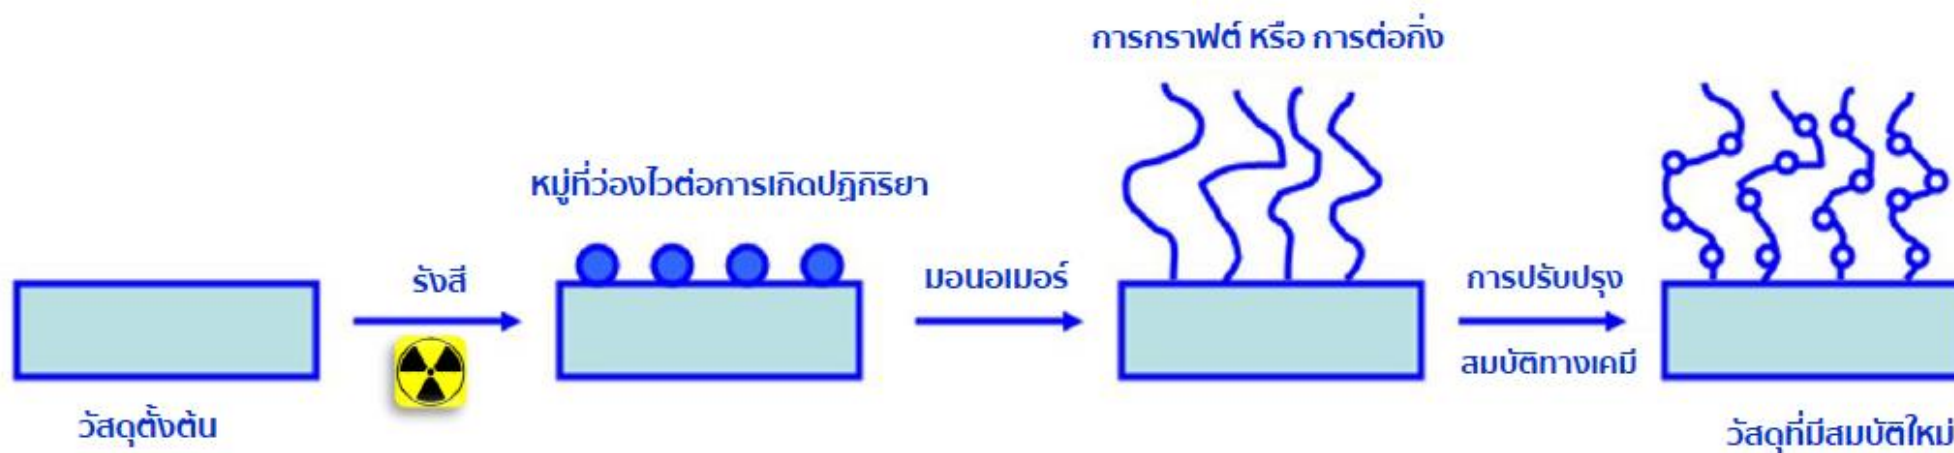 การกราฟต์ หรือ การต่อกิ่ง
หมู่ที่ว่องไวต่อการเกิดปฏิกิริยา
รังสี
มอนอเมอร์
การปรับปรุง
สมบัติทางเคมี
วัสดุตั้งต้น
วัสดุที่มีสมบัติใหม่